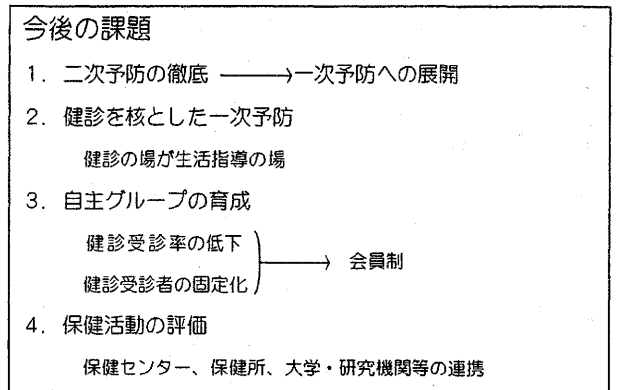 今後の課題
1. 二次予防の徹底 ———→一次予防への展開
2. 健診を核とした一次予防
健診の場が生活指導の場
3. 自主グループの育成
健診受診率の低下
健診受診者の固定化
———→ 会員制
4. 保健活動の評価
保健センター、保健所、大学・研究機関等の連携